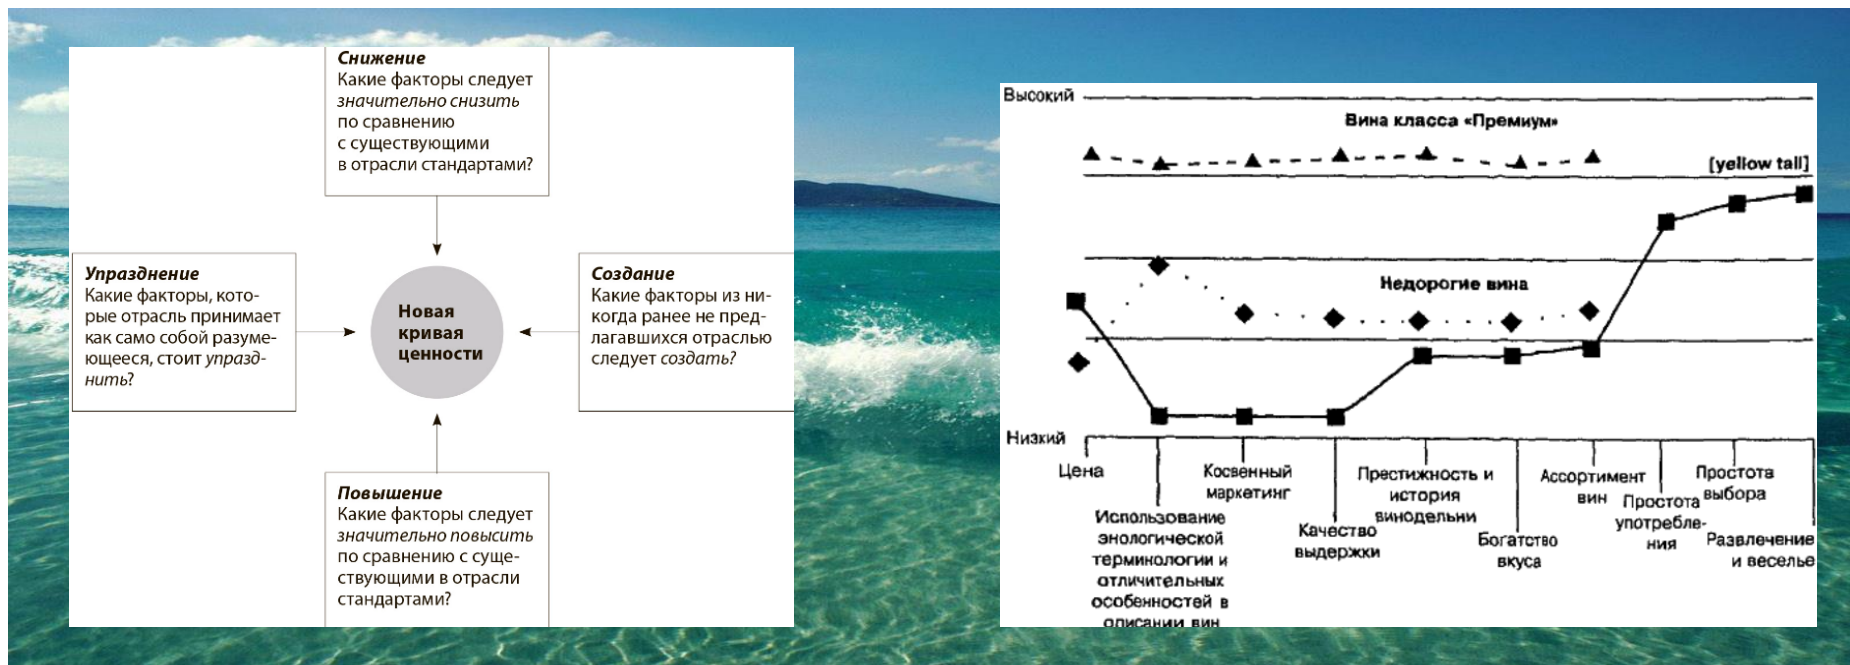 Снижение
Какие факторы следует
значительно снизить
по сравнению
с существующими
в отрасли стандартами?
Упразднение
Какие факторы, кото-
рые отрасль принимает
как само собой разуме-
ющееся, стоит упразд-
нить?
Новая
кривая
ценности
Создание
Какие факторы из ни-
когда ранее не пред-
лагавшихся отраслью
следует создать?
Повышение
Какие факторы следует
значительно повысить
по сравнению с суще-
ствующими в отрасли
стандартами?
Высокий
Вина класса «Премиум»
[yellow tall]
Недорогие вина
Низкий
Цена
Использование
энологической
терминологии и
отличительных
особенностей в
описании вин
Косвенный
маркетинг
Качество
выдержки
Престижность и
история
винодельни
Богатство
вкуса
Ассортимент
вин
Простота
употребле-
ния
Простота
выбора
Развлечение
и веселье